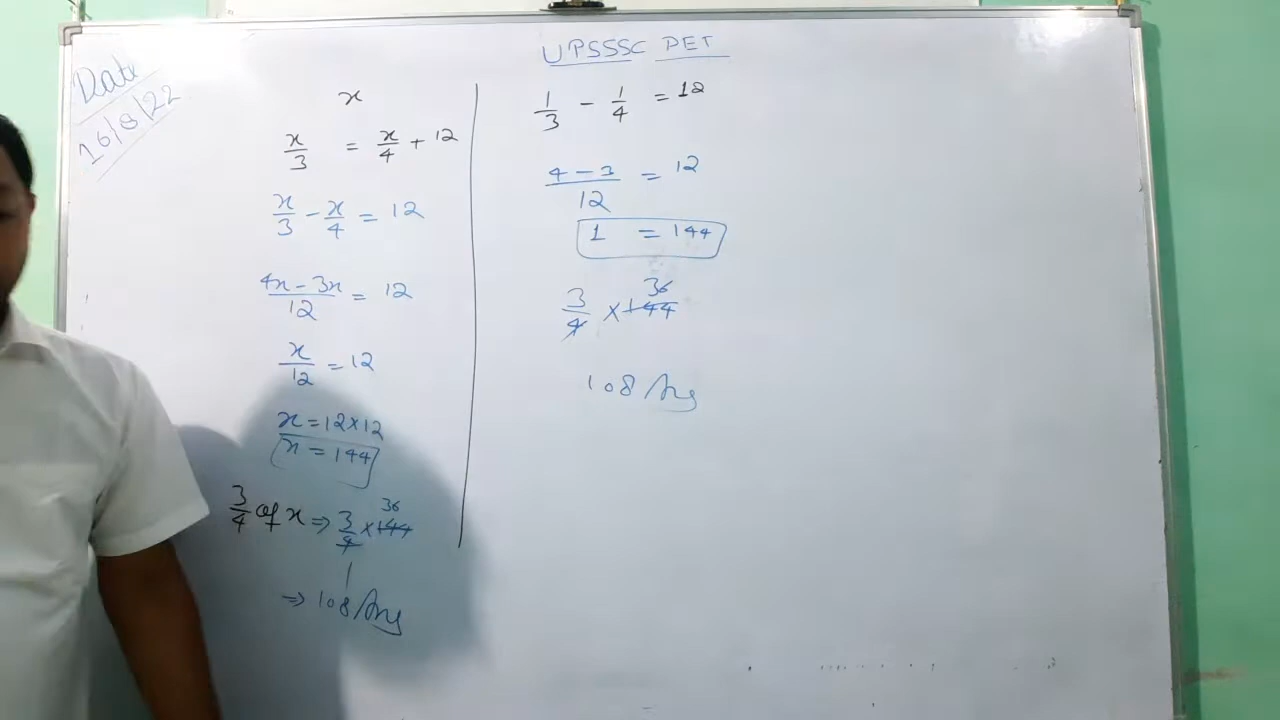 UPSSSC PET
Date
16/8/22
x
x/3 = x/4 + 12
x/3 - x/4 = 12
4x - 3x/12 = 12
x/12 = 12
x = 12 × 12
x = 144
3/4 of x ⇒ 3/4 × 144 36
1
⇒ 108 Ans
1/3 - 1/4 = 12
4 - 3/12 = 12
1 = 144
3/4 × 144 36
108 Ans